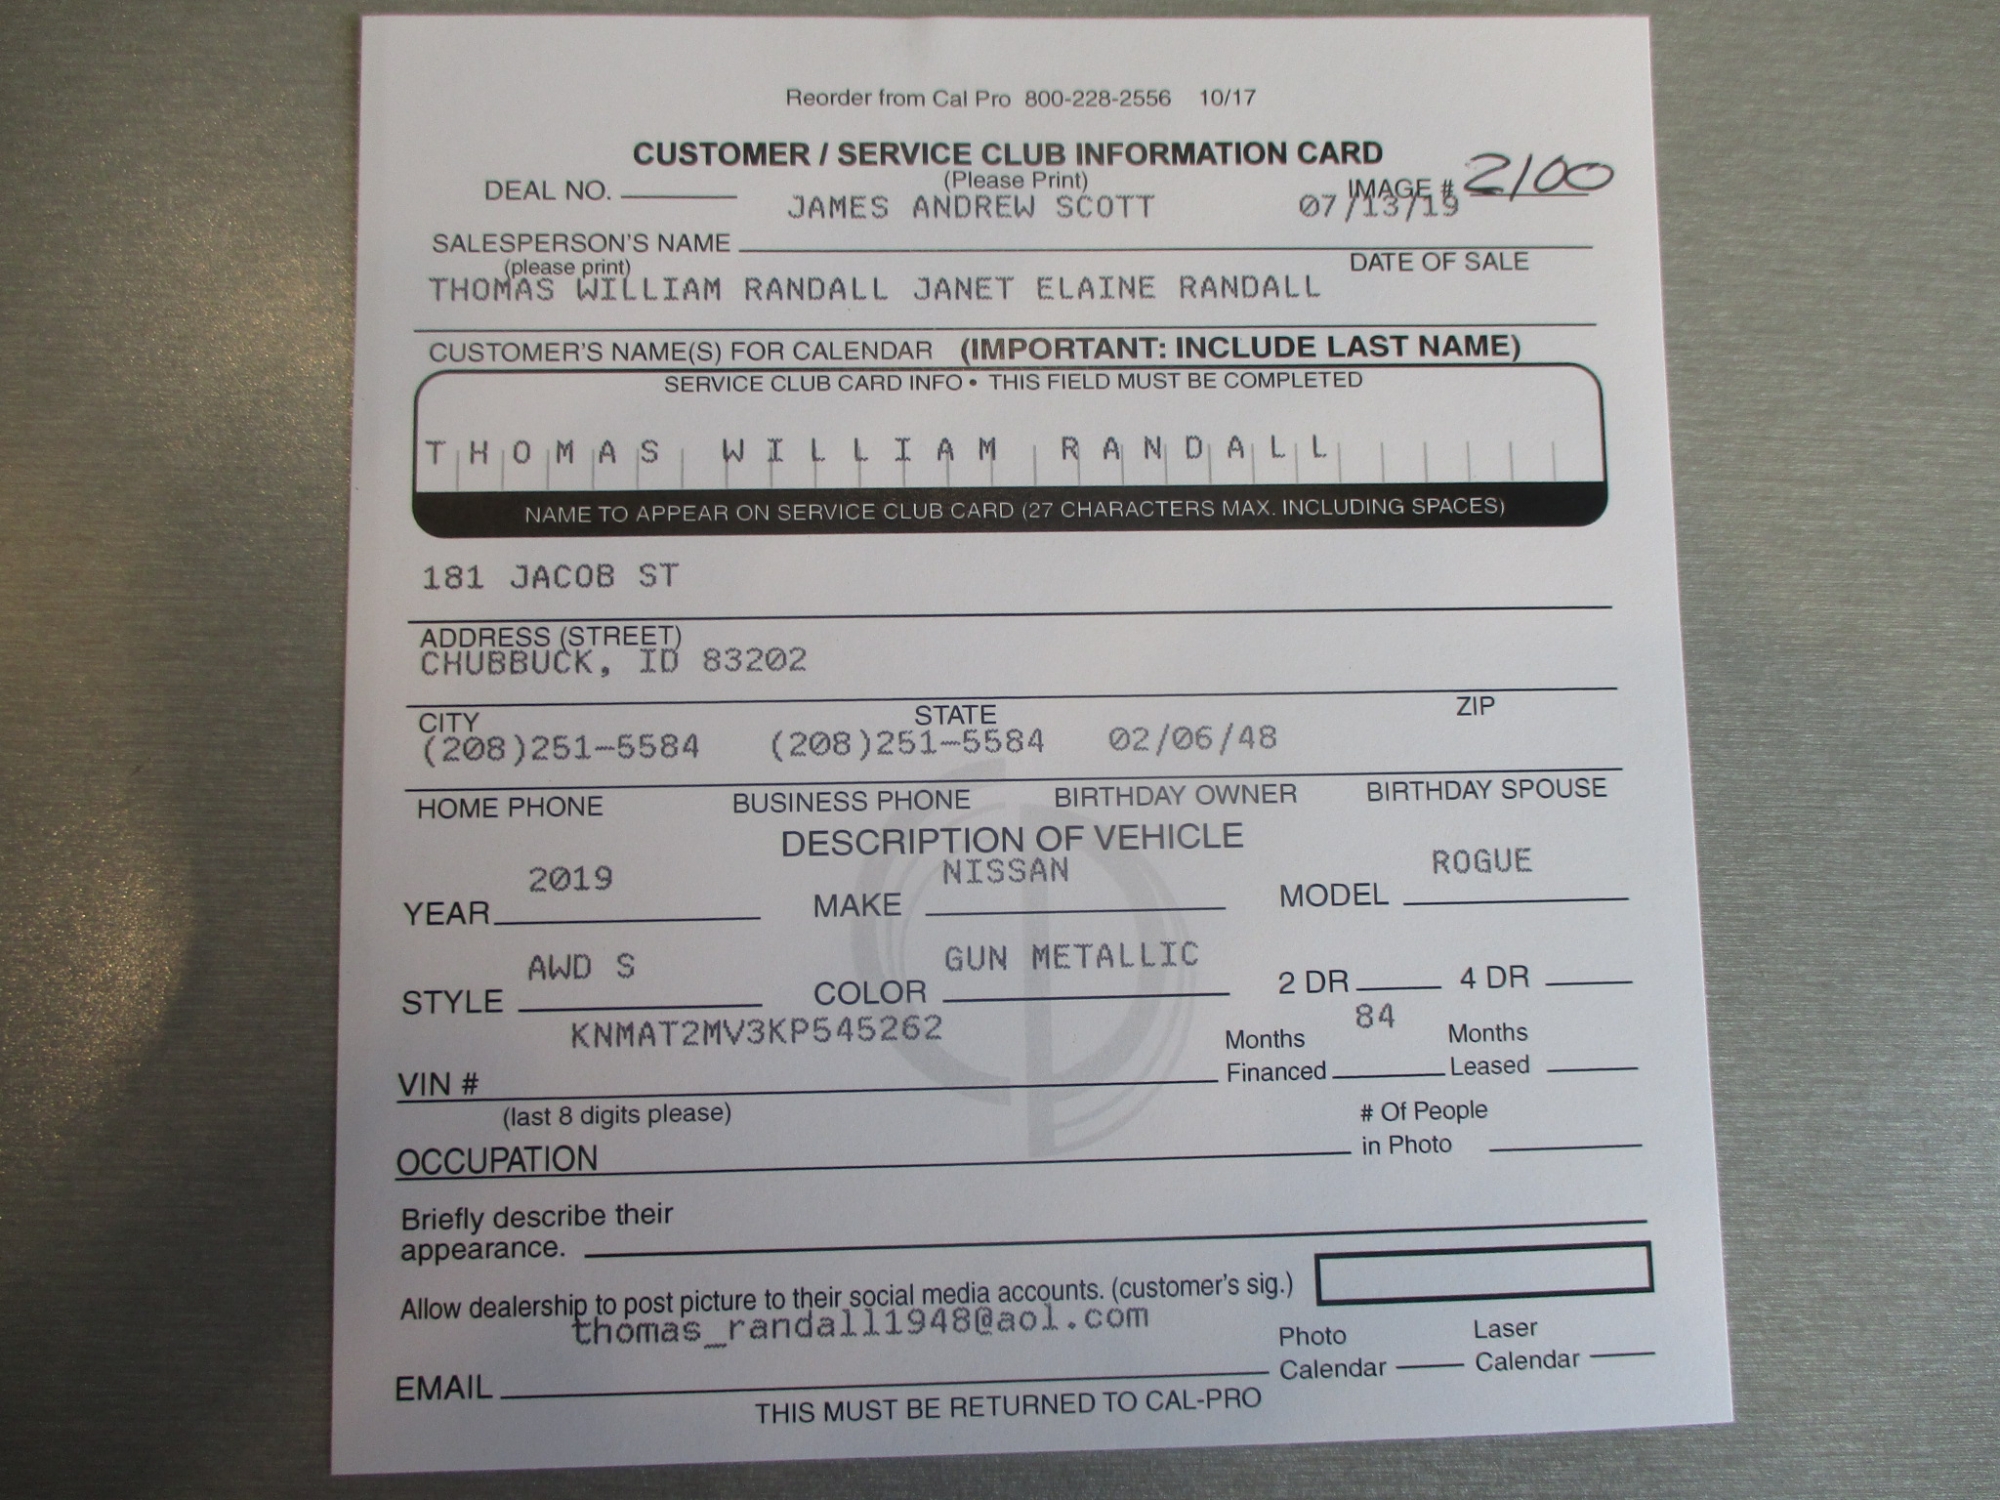 Reorder from Cal Pro 800-228-2556 10/17
CUSTOMER / SERVICE CLUB INFORMATION CARD
(Please Print)
DEAL NO. IMAGE # 2100
JAMES ANDREW SCOTT 07/13/19
SALESPERSON'S NAME DATE OF SALE
(please print)
THOMAS WILLIAM RANDALL JANET ELAINE RANDALL
CUSTOMER'S NAME(S) FOR CALENDAR (IMPORTANT: INCLUDE LAST NAME)
SERVICE CLUB CARD INFO • THIS FIELD MUST BE COMPLETED
THOMAS WILLIAM RANDALL
NAME TO APPEAR ON SERVICE CLUB CARD (27 CHARACTERS MAX. INCLUDING SPACES)
181 JACOB ST
ADDRESS (STREET)
CHUBBUCK, ID 83202
CITY STATE ZIP
(208)251-5584 (208)251-5584 02/06/48
HOME PHONE BUSINESS PHONE BIRTHDAY OWNER BIRTHDAY SPOUSE
DESCRIPTION OF VEHICLE
2019 NISSAN ROGUE
YEAR MAKE MODEL
AWD S GUN METALLIC
STYLE COLOR 2 DR 4 DR
KNMAT2MV3KP545262 84
VIN # Months Financed Months Leased
(last 8 digits please)
OCCUPATION # Of People in Photo
Briefly describe their
appearance.
Allow dealership to post picture to their social media accounts. (customer's sig.)
thomas_randall1948@aol.com
EMAIL Photo Calendar Laser Calendar
THIS MUST BE RETURNED TO CAL-PRO